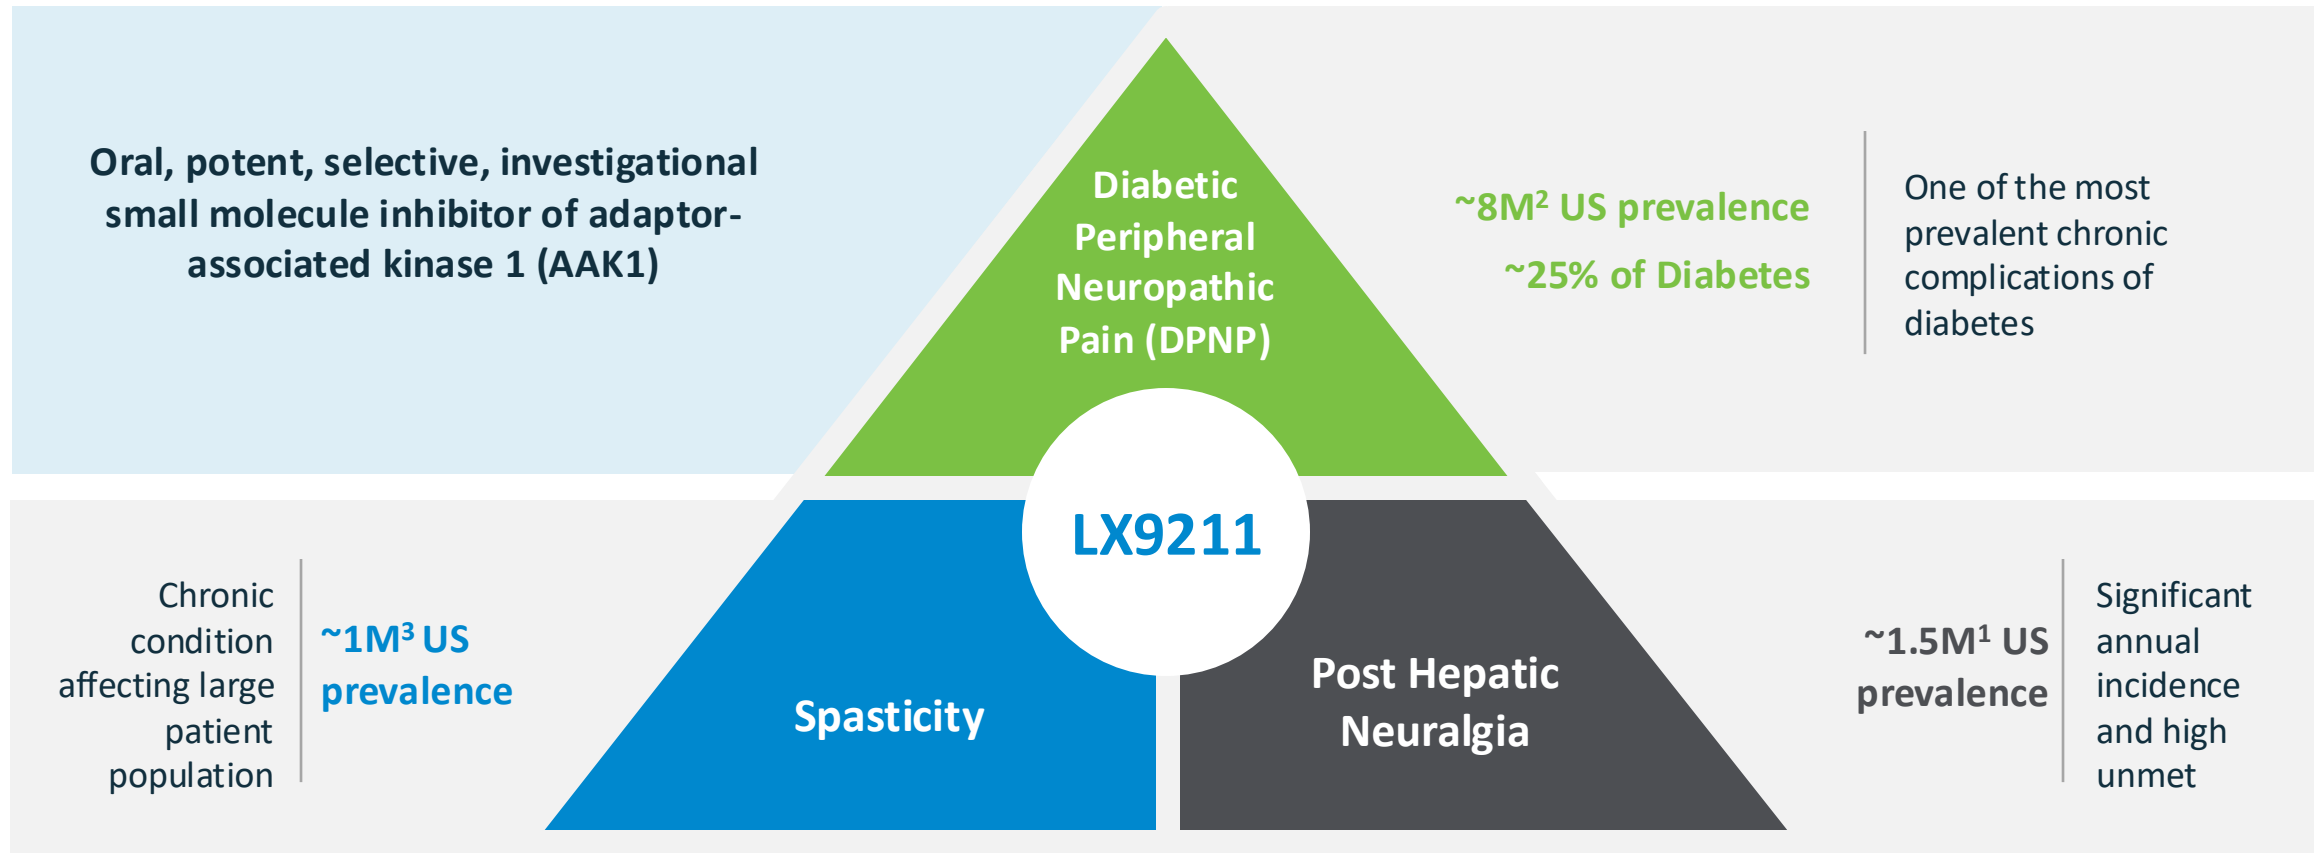 Oral, potent, selective, investigational
small molecule inhibitor of adaptor-
associated kinase 1 (AAK1)
Diabetic
Peripheral
Neuropathic
Pain (DPNP)
~8M² US prevalence
~25% of Diabetes
One of the most
prevalent chronic
complications of
diabetes
LX9211
Chronic
condition
affecting large
patient
population
~1M³ US
prevalence
Spasticity
Post Hepatic
Neuralgia
~1.5M¹ US
prevalence
Significant
annual
incidence
and high
unmet